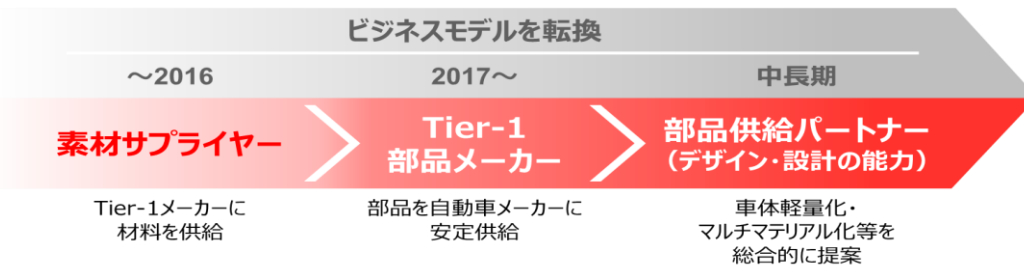 ビジネスモデルを転換
～2016
2017～
中長期
素材サプライヤー
Tier-1
部品メーカー
部品供給パートナー
（デザイン・設計の能力）
Tier-1メーカーに
材料を供給
部品を自動車メーカーに
安定供給
車体軽量化・
マルチマテリアル化等を
総合的に提案